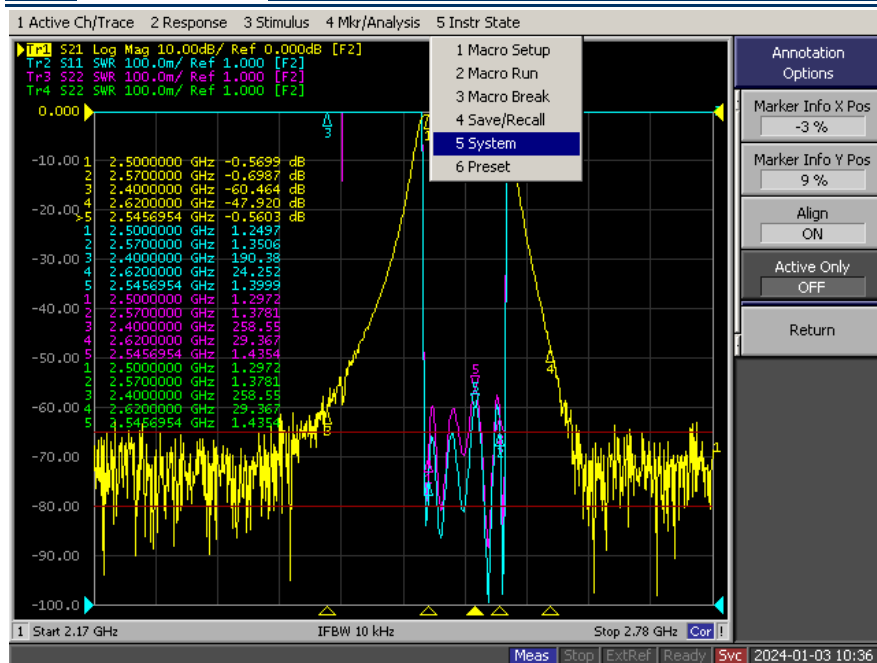 1 Active Ch/Trace 2 Response 3 Stimulus 4 Mkr/Analysis 5 Instr State
Tr1 S21 Log Mag 10.00dB/ Ref 0.000dB [F2]
Tr2 S11 SWR 100.0m/ Ref 1.000 [F2]
Tr3 S22 SWR 100.0m/ Ref 1.000 [F2]
Tr4 S22 SWR 100.0m/ Ref 1.000 [F2]
1 Macro Setup
2 Macro Run
3 Macro Break
4 Save/Recall
5 System
6 Preset
0.000
-10.00
-20.00
-30.00
-40.00
-50.00
-60.00
-70.00
-80.00
-90.00
-100.0
1 2.5000000 GHz -0.5699 dB
2 2.5700000 GHz -0.6987 dB
3 2.4000000 GHz -60.464 dB
4 2.6200000 GHz -47.920 dB
>5 2.5456954 GHz -0.5603 dB
1 2.5000000 GHz 1.2497
2 2.5700000 GHz 1.3506
3 2.4000000 GHz 190.38
4 2.6200000 GHz 24.252
5 2.5456954 GHz 1.3999
1 2.5000000 GHz 1.2972
2 2.5700000 GHz 1.3781
3 2.4000000 GHz 258.55
4 2.6200000 GHz 29.367
5 2.5456954 GHz 1.4354
1 2.5000000 GHz 1.2972
2 2.5700000 GHz 1.3781
3 2.4000000 GHz 258.55
4 2.6200000 GHz 29.367
5 2.5456954 GHz 1.4354
3
5
4
1
1 Start 2.17 GHz IFBW 10 kHz Stop 2.78 GHz Cor !
Annotation
Options
Marker Info X Pos
-3 %
Marker Info Y Pos
9 %
Align
ON
Active Only
OFF
Return
Meas Stop ExtRef Ready Svc 2024-01-03 10:36